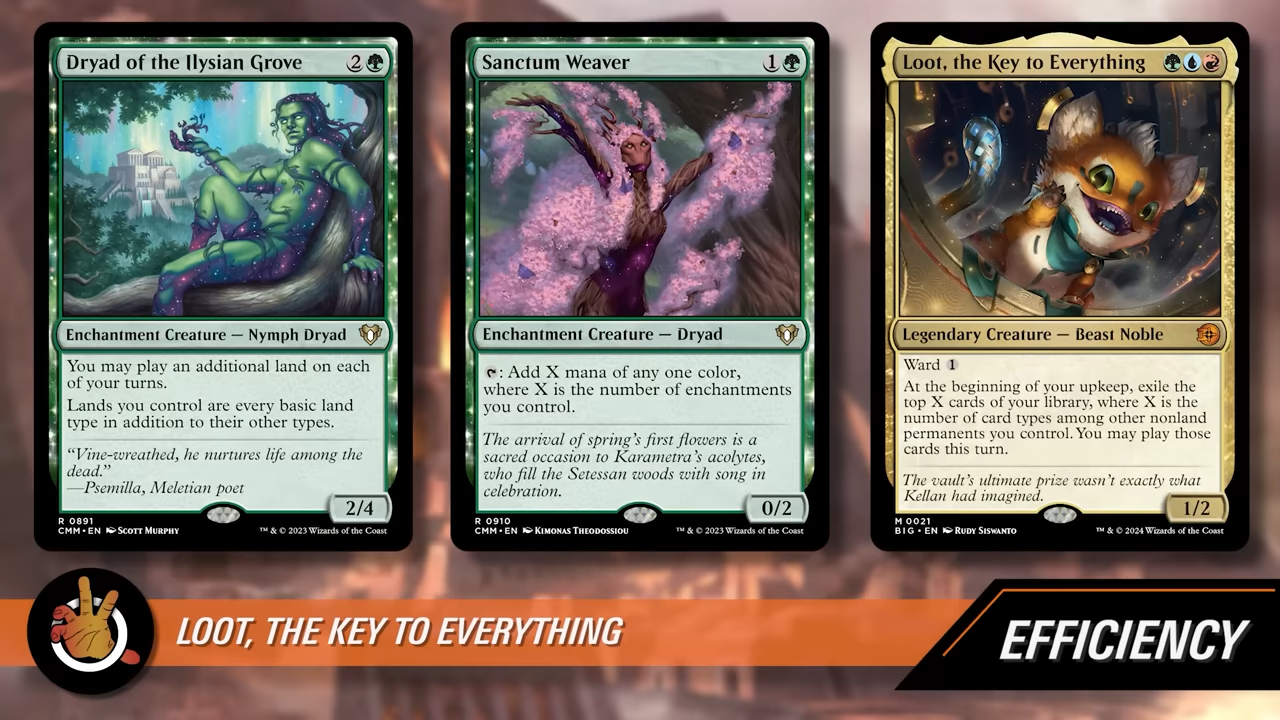 Dryad of the Ilysian Grove 2
Enchantment Creature — Nymph Dryad
You may play an additional land on each
of your turns.
Lands you control are every basic land
type in addition to their other types.
“Vine-wreathed, he nurtures life among the
dead.”
—Psemilla, Meletian poet
2/4
R 0891
CMM • EN Scott Murphy ™ & © 2023 Wizards of the Coast
Sanctum Weaver 1
Enchantment Creature — Dryad
: Add X mana of any one color,
where X is the number of enchantments
you control.
The arrival of spring’s first flowers is a
sacred occasion to Karametra’s acolytes,
who fill the Setessan woods with song in
celebration.
0/2
R 0910
CMM • EN Kimonas Theodossiou ™ & © 2023 Wizards of the Coast
Loot, the Key to Everything
Legendary Creature — Beast Noble
Ward 1
At the beginning of your upkeep, exile the
top X cards of your library, where X is the
number of card types among other nonland
permanents you control. You may play those
cards this turn.
The vault’s ultimate prize wasn’t exactly what
Kellan had imagined.
1/2
M 0021
BIG • EN Rudy Siswanto ™ & © 2024 Wizards of the Coast
LOOT, THE KEY TO EVERYTHING
EFFICIENCY